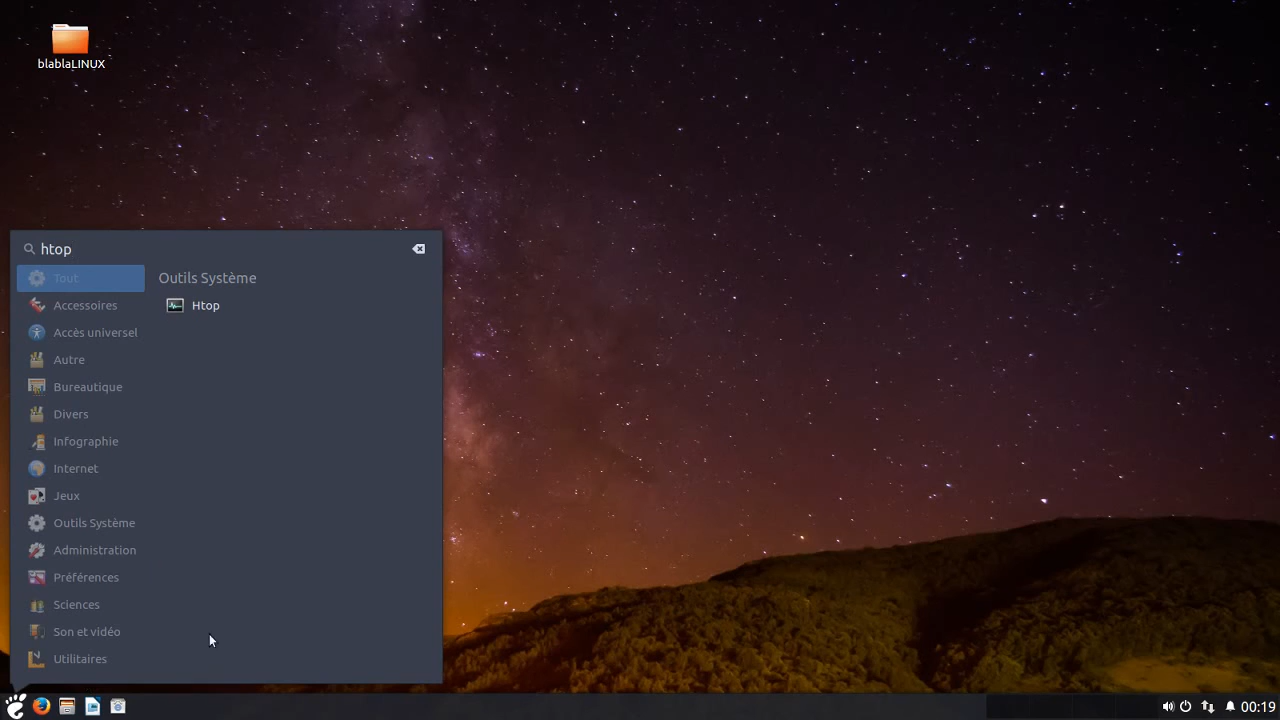 blablaLINUX
htop
Tout
Outils Système
Accessoires
Htop
Accès universel
Autre
Bureautique
Divers
Infographie
Internet
Jeux
Outils Système
Administration
Préférences
Sciences
Son et vidéo
Utilitaires
00:19